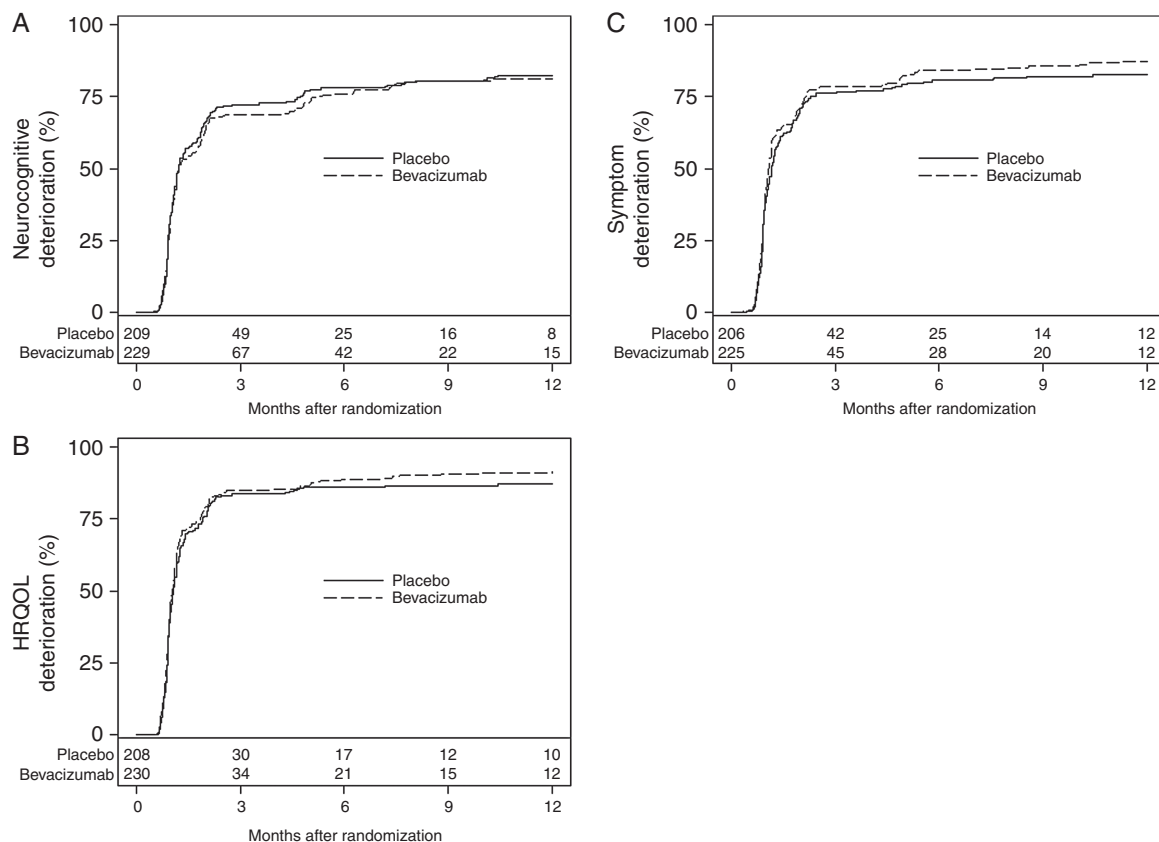 A
100
75
50
25
0
Neurocognitive
deterioration (%)
Placebo
Bevacizumab
Placebo 209 49 25 16 8
Bevacizumab 229 67 42 22 15
0 3 6 9 12
Months after randomization
C
100
75
50
25
0
Symptom
deterioration (%)
Placebo
Bevacizumab
Placebo 206 42 25 14 12
Bevacizumab 225 45 28 20 12
0 3 6 9 12
Months after randomization
B
100
75
50
25
0
HRQOL
deterioration (%)
Placebo
Bevacizumab
Placebo 208 30 17 12 10
Bevacizumab 230 34 21 15 12
0 3 6 9 12
Months after randomization